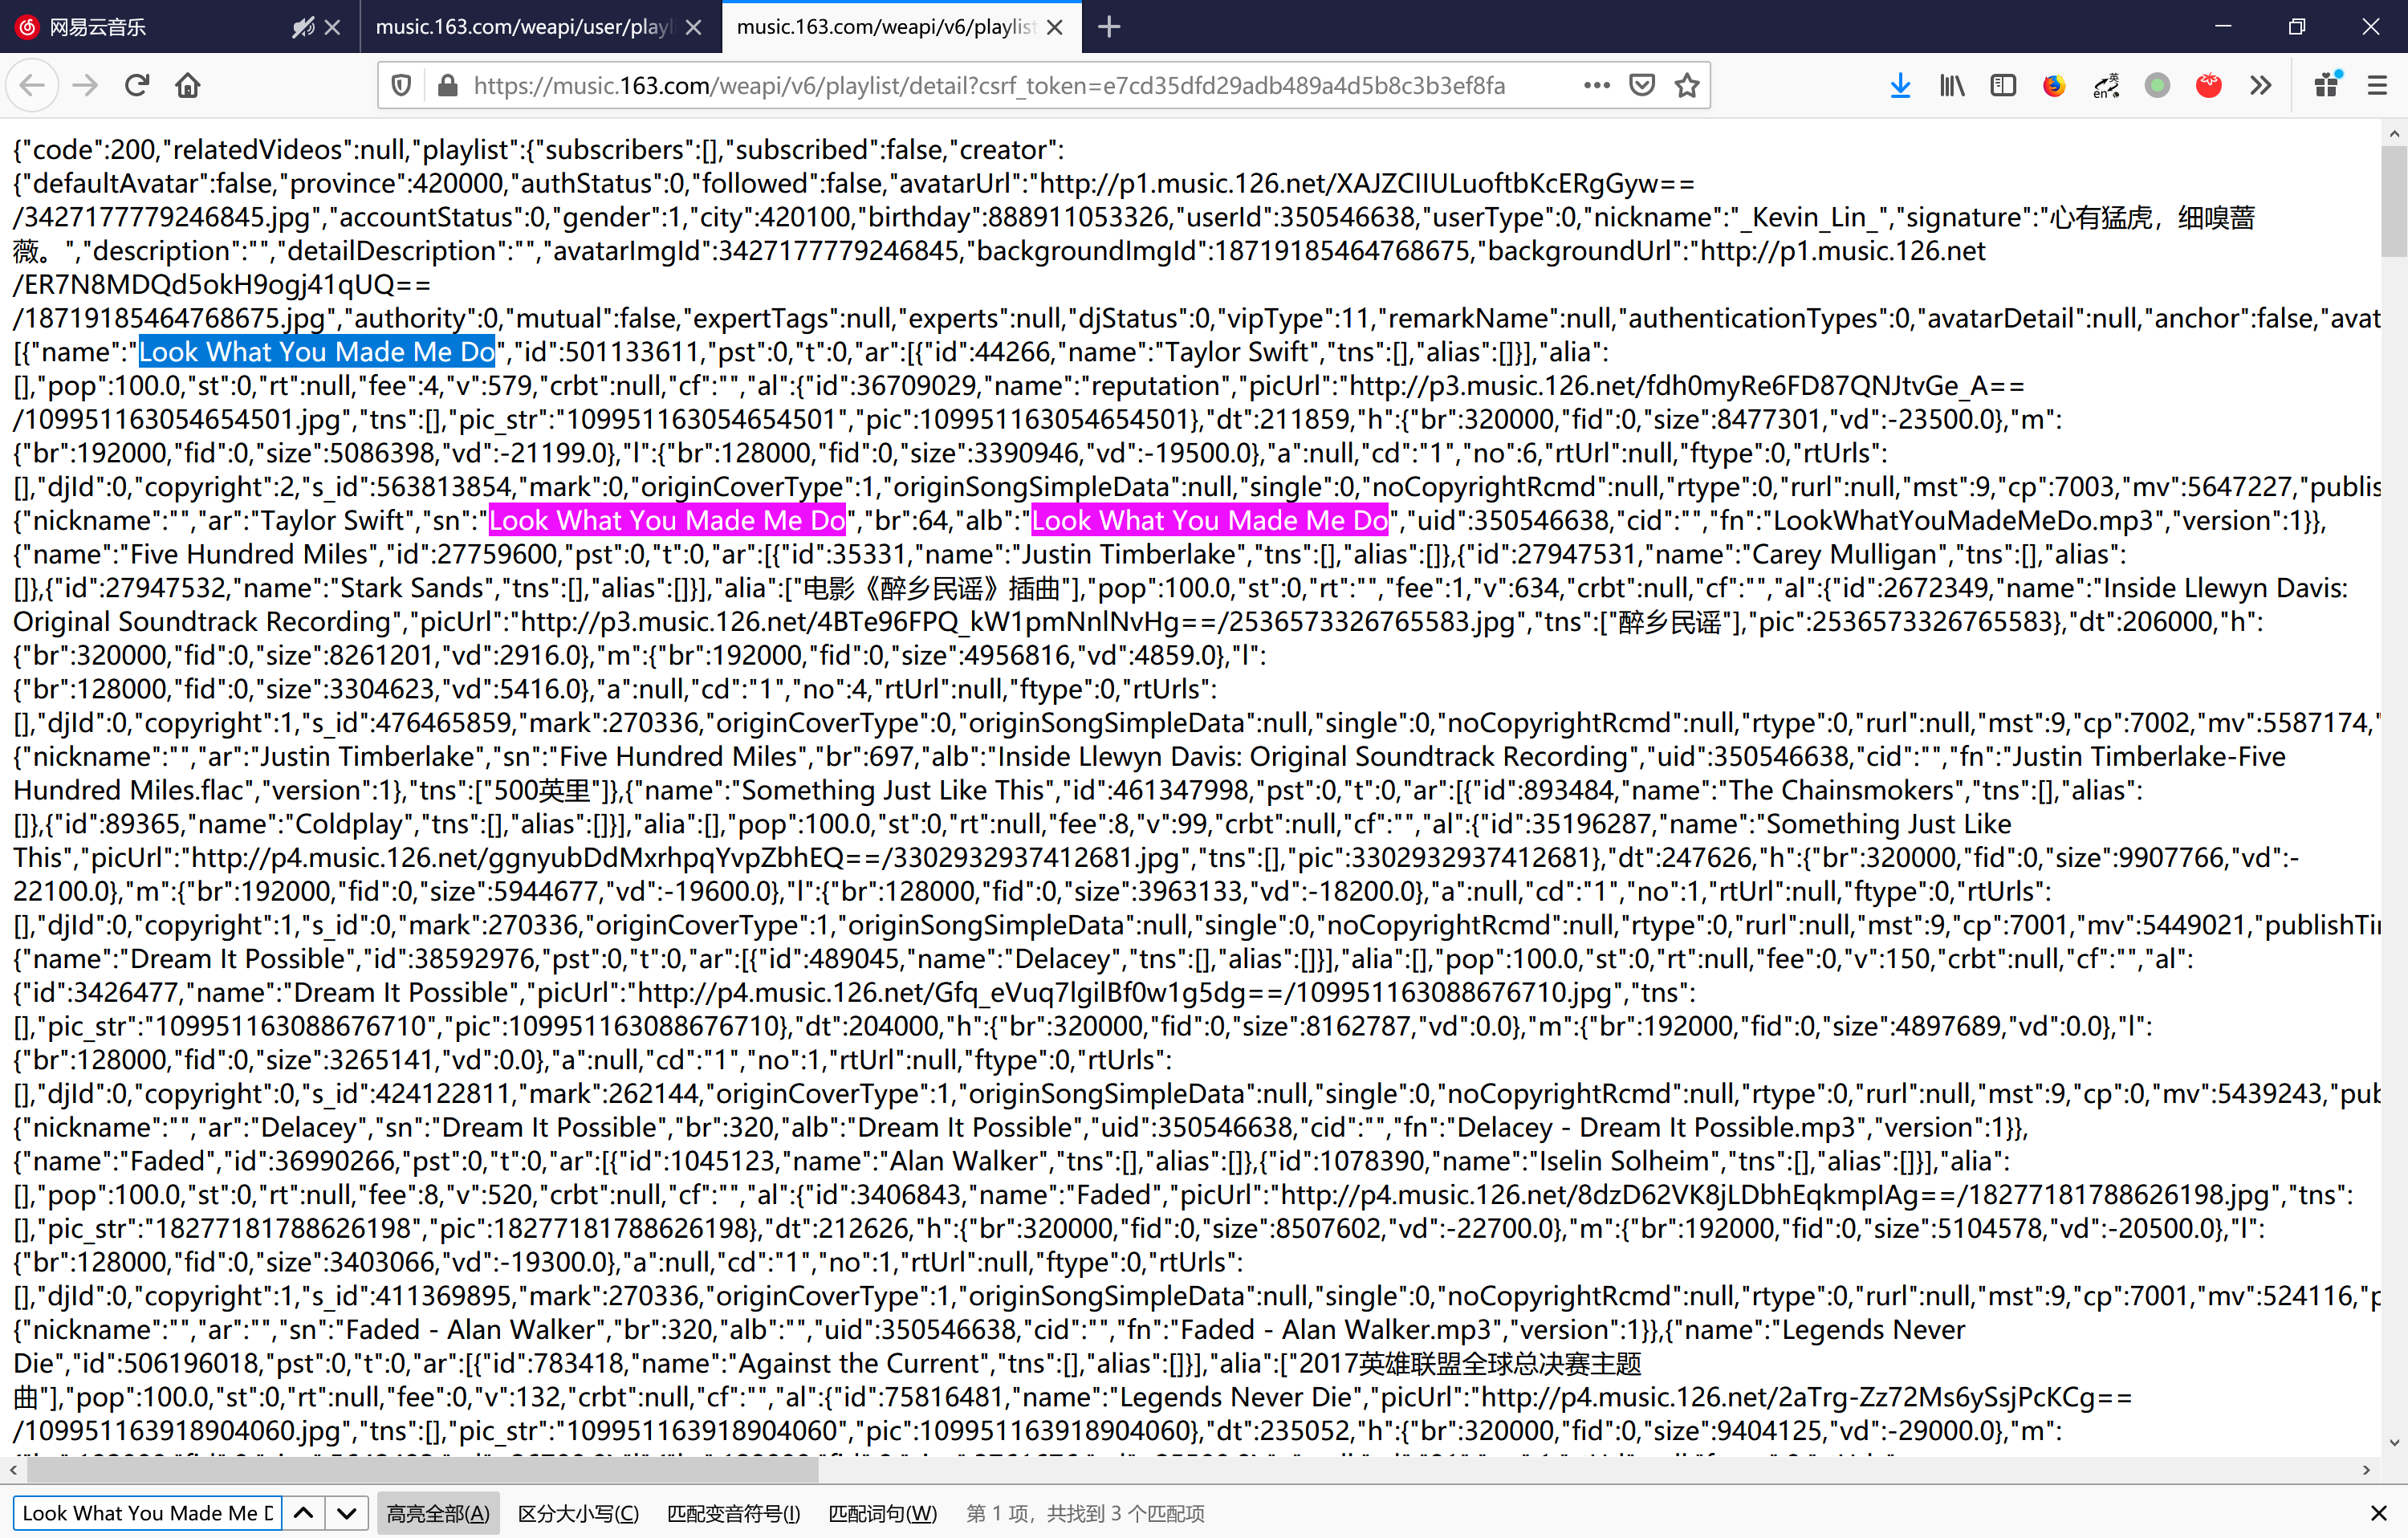 网易云音乐
music.163.com/weapi/user/playl
music.163.com/weapi/v6/playlist
https://music.163.com/weapi/v6/playlist/detail?csrf_token=e7cd35dfd29adb489a4d5b8c3b3ef8fa
英
en
{"code":200,"relatedVideos":null,"playlist":{"subscribers":[],"subscribed":false,"creator":
{"defaultAvatar":false,"province":420000,"authStatus":0,"followed":false,"avatarUrl":"http://p1.music.126.net/XAJZCIIULuoftbKcERgGyw==
/3427177779246845.jpg","accountStatus":0,"gender":1,"city":420100,"birthday":888911053326,"userId":350546638,"userType":0,"nickname":"_Kevin_Lin_","signature":"心有猛虎，细嗅蔷
薇。","description":"","detailDescription":"","avatarImgId":3427177779246845,"backgroundImgId":18719185464768675,"backgroundUrl":"http://p1.music.126.net
/ER7N8MDQd5okH9ogj41qUQ==
/18719185464768675.jpg","authority":0,"mutual":false,"expertTags":null,"experts":null,"djStatus":0,"vipType":11,"remarkName":null,"authenticationTypes":0,"avatarDetail":null,"anchor":false,"avat
[{"name":"Look What You Made Me Do","id":501133611,"pst":0,"t":0,"ar":[{"id":44266,"name":"Taylor Swift","tns":[],"alias":[]}],"alia":
[],"pop":100.0,"st":0,"rt":null,"fee":4,"v":579,"crbt":null,"cf":"","al":{"id":36709029,"name":"reputation","picUrl":"http://p3.music.126.net/fdh0myRe6FD87QNJtvGe_A==
/109951163054654501.jpg","tns":[],"pic_str":"109951163054654501","pic":109951163054654501},"dt":211859,"h":{"br":320000,"fid":0,"size":8477301,"vd":-23500.0},"m":
{"br":192000,"fid":0,"size":5086398,"vd":-21199.0},"l":{"br":128000,"fid":0,"size":3390946,"vd":-19500.0},"a":null,"cd":"1","no":6,"rtUrl":null,"ftype":0,"rtUrls":
[],"djId":0,"copyright":2,"s_id":563813854,"mark":0,"originCoverType":1,"originSongSimpleData":null,"single":0,"noCopyrightRcmd":null,"rtype":0,"rurl":null,"mst":9,"cp":7003,"mv":5647227,"publis
{"nickname":"","ar":"Taylor Swift","sn":"Look What You Made Me Do","br":64,"alb":"Look What You Made Me Do","uid":350546638,"cid":"","fn":"LookWhatYouMadeMeDo.mp3","version":1}},
{"name":"Five Hundred Miles","id":27759600,"pst":0,"t":0,"ar":[{"id":35331,"name":"Justin Timberlake","tns":[],"alias":[]},{"id":27947531,"name":"Carey Mulligan","tns":[],"alias":
[]},{"id":27947532,"name":"Stark Sands","tns":[],"alias":[]}],"alia":["电影《醉乡民谣》插曲"],"pop":100.0,"st":0,"rt":"","fee":1,"v":634,"crbt":null,"cf":"","al":{"id":2672349,"name":"Inside Llewyn Davis:
Original Soundtrack Recording","picUrl":"http://p3.music.126.net/4BTe96FPQ_kW1pmNnlNvHg==/2536573326765583.jpg","tns":["醉乡民谣"],"pic":2536573326765583},"dt":206000,"h":
{"br":320000,"fid":0,"size":8261201,"vd":2916.0},"m":{"br":192000,"fid":0,"size":4956816,"vd":4859.0},"l":
{"br":128000,"fid":0,"size":3304623,"vd":5416.0},"a":null,"cd":"1","no":4,"rtUrl":null,"ftype":0,"rtUrls":
[],"djId":0,"copyright":1,"s_id":476465859,"mark":270336,"originCoverType":0,"originSongSimpleData":null,"single":0,"noCopyrightRcmd":null,"rtype":0,"rurl":null,"mst":9,"cp":7002,"mv":5587174,"
{"nickname":"","ar":"Justin Timberlake","sn":"Five Hundred Miles","br":697,"alb":"Inside Llewyn Davis: Original Soundtrack Recording","uid":350546638,"cid":"","fn":"Justin Timberlake-Five
Hundred Miles.flac","version":1},"tns":["500英里"]},{"name":"Something Just Like This","id":461347998,"pst":0,"t":0,"ar":[{"id":893484,"name":"The Chainsmokers","tns":[],"alias":
[]},{"id":89365,"name":"Coldplay","tns":[],"alias":[]}],"alia":[],"pop":100.0,"st":0,"rt":null,"fee":8,"v":99,"crbt":null,"cf":"","al":{"id":35196287,"name":"Something Just Like
This","picUrl":"http://p4.music.126.net/ggnyubDdMxrhpqYvpZbhEQ==/3302932937412681.jpg","tns":[],"pic":3302932937412681},"dt":247626,"h":{"br":320000,"fid":0,"size":9907766,"vd":-
22100.0},"m":{"br":192000,"fid":0,"size":5944677,"vd":-19600.0},"l":{"br":128000,"fid":0,"size":3963133,"vd":-18200.0},"a":null,"cd":"1","no":1,"rtUrl":null,"ftype":0,"rtUrls":
[],"djId":0,"copyright":1,"s_id":0,"mark":270336,"originCoverType":1,"originSongSimpleData":null,"single":0,"noCopyrightRcmd":null,"rtype":0,"rurl":null,"mst":9,"cp":7001,"mv":5449021,"publishTi
{"name":"Dream It Possible","id":38592976,"pst":0,"t":0,"ar":[{"id":489045,"name":"Delacey","tns":[],"alias":[]}],"alia":[],"pop":100.0,"st":0,"rt":null,"fee":0,"v":150,"crbt":null,"cf":"","al":
{"id":3426477,"name":"Dream It Possible","picUrl":"http://p4.music.126.net/Gfq_eVuq7lgilBf0w1g5dg==/109951163088676710.jpg","tns":
[],"pic_str":"109951163088676710","pic":109951163088676710},"dt":204000,"h":{"br":320000,"fid":0,"size":8162787,"vd":0.0},"m":{"br":192000,"fid":0,"size":4897689,"vd":0.0},"l":
{"br":128000,"fid":0,"size":3265141,"vd":0.0},"a":null,"cd":"1","no":1,"rtUrl":null,"ftype":0,"rtUrls":
[],"djId":0,"copyright":0,"s_id":424122811,"mark":262144,"originCoverType":1,"originSongSimpleData":null,"single":0,"noCopyrightRcmd":null,"rtype":0,"rurl":null,"mst":9,"cp":0,"mv":5439243,"pub
{"nickname":"","ar":"Delacey","sn":"Dream It Possible","br":320,"alb":"Dream It Possible","uid":350546638,"cid":"","fn":"Delacey - Dream It Possible.mp3","version":1}},
{"name":"Faded","id":36990266,"pst":0,"t":0,"ar":[{"id":1045123,"name":"Alan Walker","tns":[],"alias":[]},{"id":1078390,"name":"Iselin Solheim","tns":[],"alias":[]}],"alia":
[],"pop":100.0,"st":0,"rt":null,"fee":8,"v":520,"crbt":null,"cf":"","al":{"id":3406843,"name":"Faded","picUrl":"http://p4.music.126.net/8dzD62VK8jLDbhEqkmpIAg==/18277181788626198.jpg","tns":
[],"pic_str":"18277181788626198","pic":18277181788626198},"dt":212626,"h":{"br":320000,"fid":0,"size":8507602,"vd":-22700.0},"m":{"br":192000,"fid":0,"size":5104578,"vd":-20500.0},"l":
{"br":128000,"fid":0,"size":3403066,"vd":-19300.0},"a":null,"cd":"1","no":1,"rtUrl":null,"ftype":0,"rtUrls":
[],"djId":0,"copyright":1,"s_id":411369895,"mark":270336,"originCoverType":1,"originSongSimpleData":null,"single":0,"noCopyrightRcmd":null,"rtype":0,"rurl":null,"mst":9,"cp":7001,"mv":524116,"p
{"nickname":"","ar":"","sn":"Faded - Alan Walker","br":320,"alb":"","uid":350546638,"cid":"","fn":"Faded - Alan Walker.mp3","version":1}},{"name":"Legends Never
Die","id":506196018,"pst":0,"t":0,"ar":[{"id":783418,"name":"Against the Current","tns":[],"alias":[]}],"alia":["2017英雄联盟全球总决赛主题
曲"],"pop":100.0,"st":0,"rt":null,"fee":0,"v":132,"crbt":null,"cf":"","al":{"id":75816481,"name":"Legends Never Die","picUrl":"http://p4.music.126.net/2aTrg-Zz72Ms6ySsjPcKCg==
/109951163918904060.jpg","tns":[],"pic_str":"109951163918904060","pic":109951163918904060},"dt":235052,"h":{"br":320000,"fid":0,"size":9404125,"vd":-29000.0},"m":
Look What You Made Me D
高亮全部(A)
区分大小写(C)
匹配变音符号(I)
匹配词句(W)
第 1 项，共找到 3 个匹配项